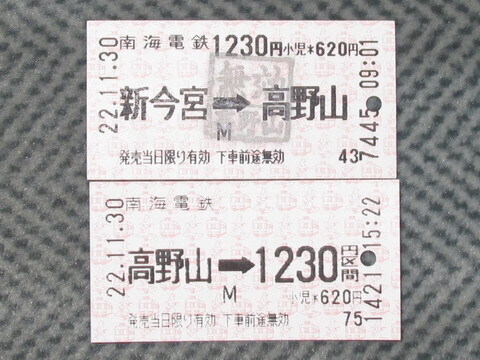 22.11.30
南海電鉄 1230円 小児*620円
新今宮➡高野山
M
発売当日限り有効 下車前途無効
43
7445 09:01
22.11.30
南海電鉄
高野山➡1230円区間
M
小児*620円
発売当日限り有効 下車前途無効
75
1421 15:22